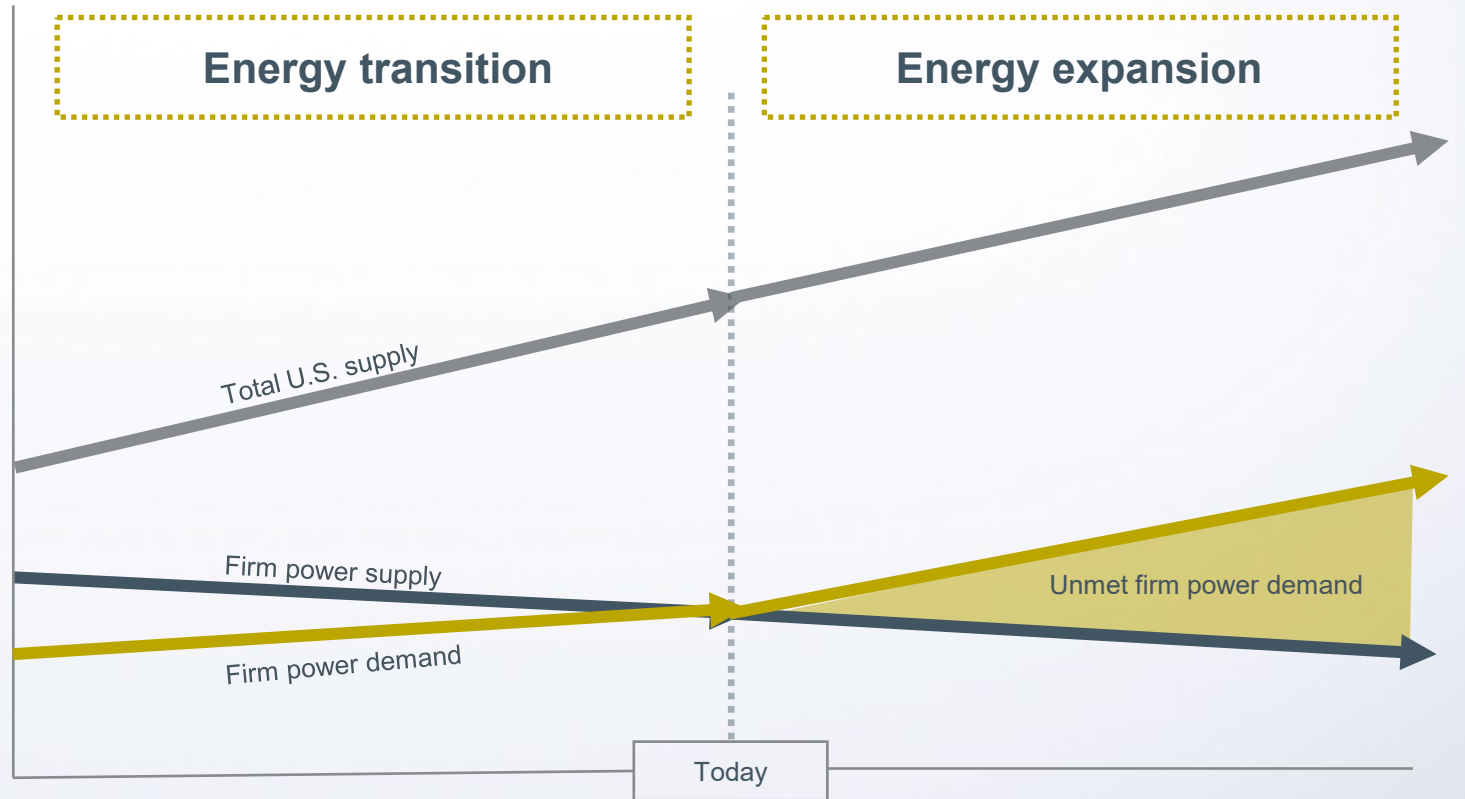 Energy transition
Energy expansion
Total U.S. supply
Firm power supply
Unmet firm power demand
Firm power demand
Today